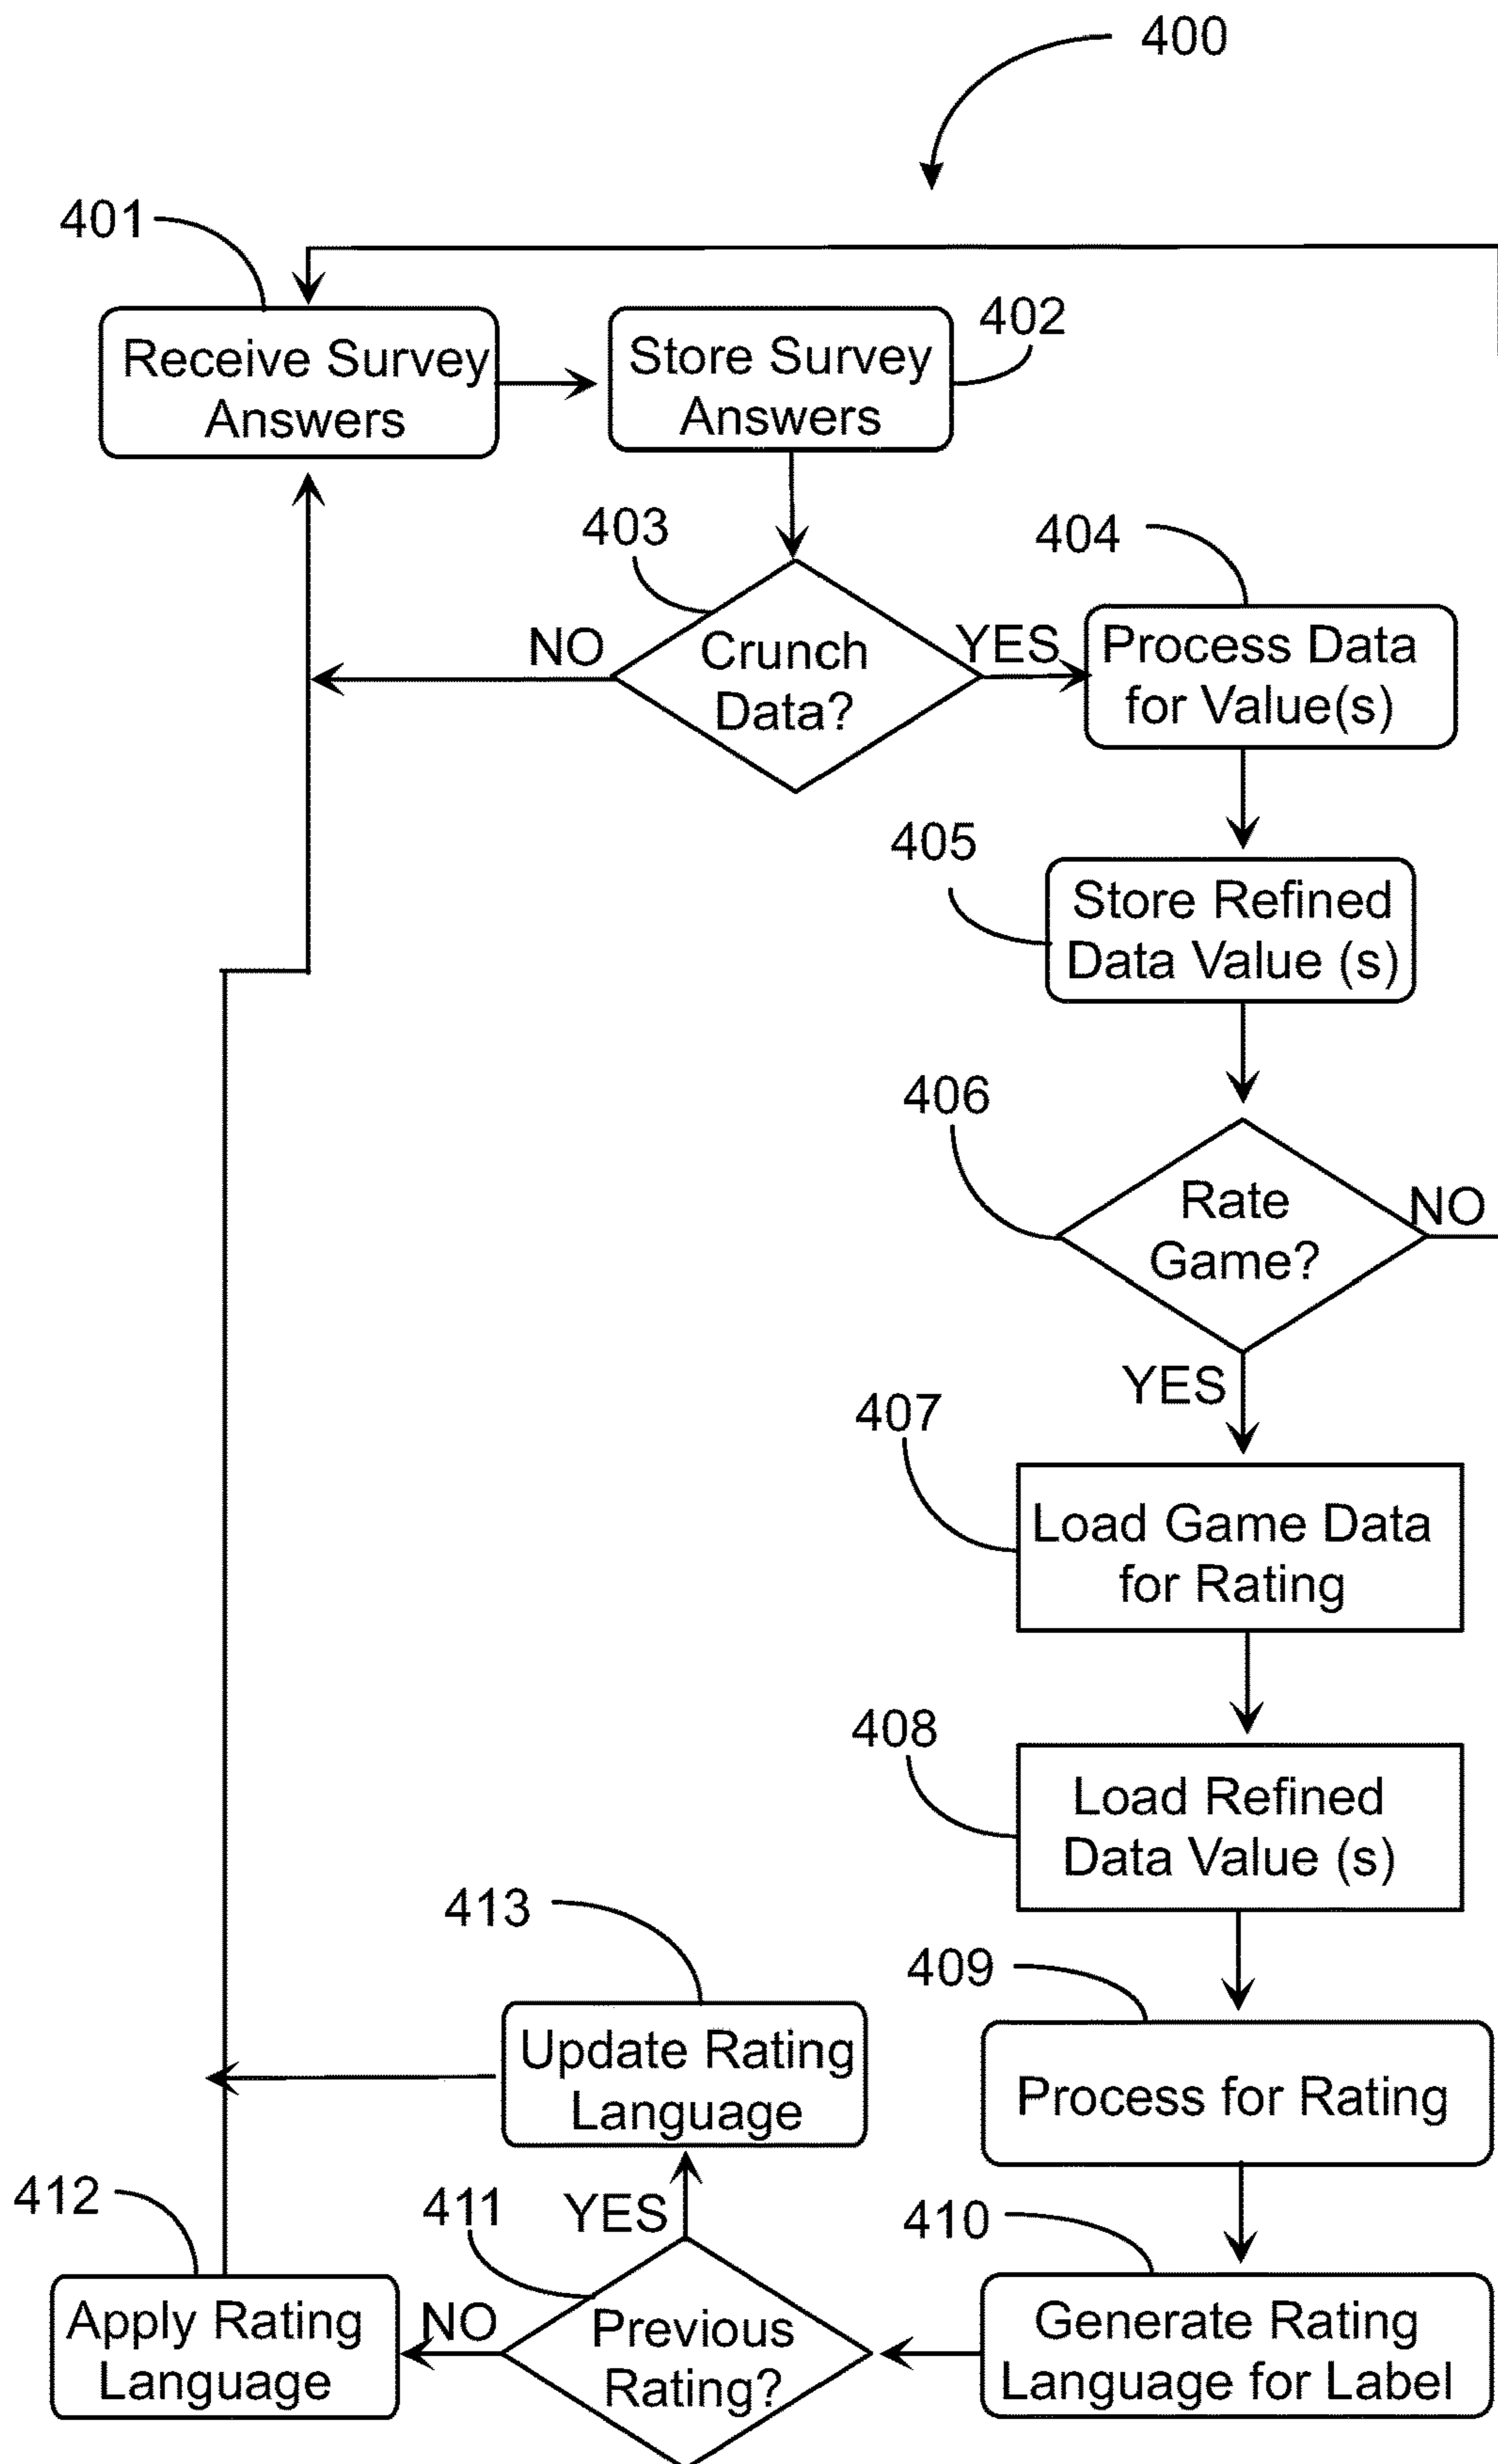 400
401
Receive Survey
Answers
Store Survey
Answers
402
403
404
NO
Crunch
Data?
YES
Process Data
for Value(s)
405
Store Refined
Data Value (s)
406
Rate
Game?
NO
YES
407
Load Game Data
for Rating
408
Load Refined
Data Value (s)
413
409
Update Rating
Language
Process for Rating
412
411
YES
410
Apply Rating
Language
NO
Previous
Rating?
Generate Rating
Language for Label